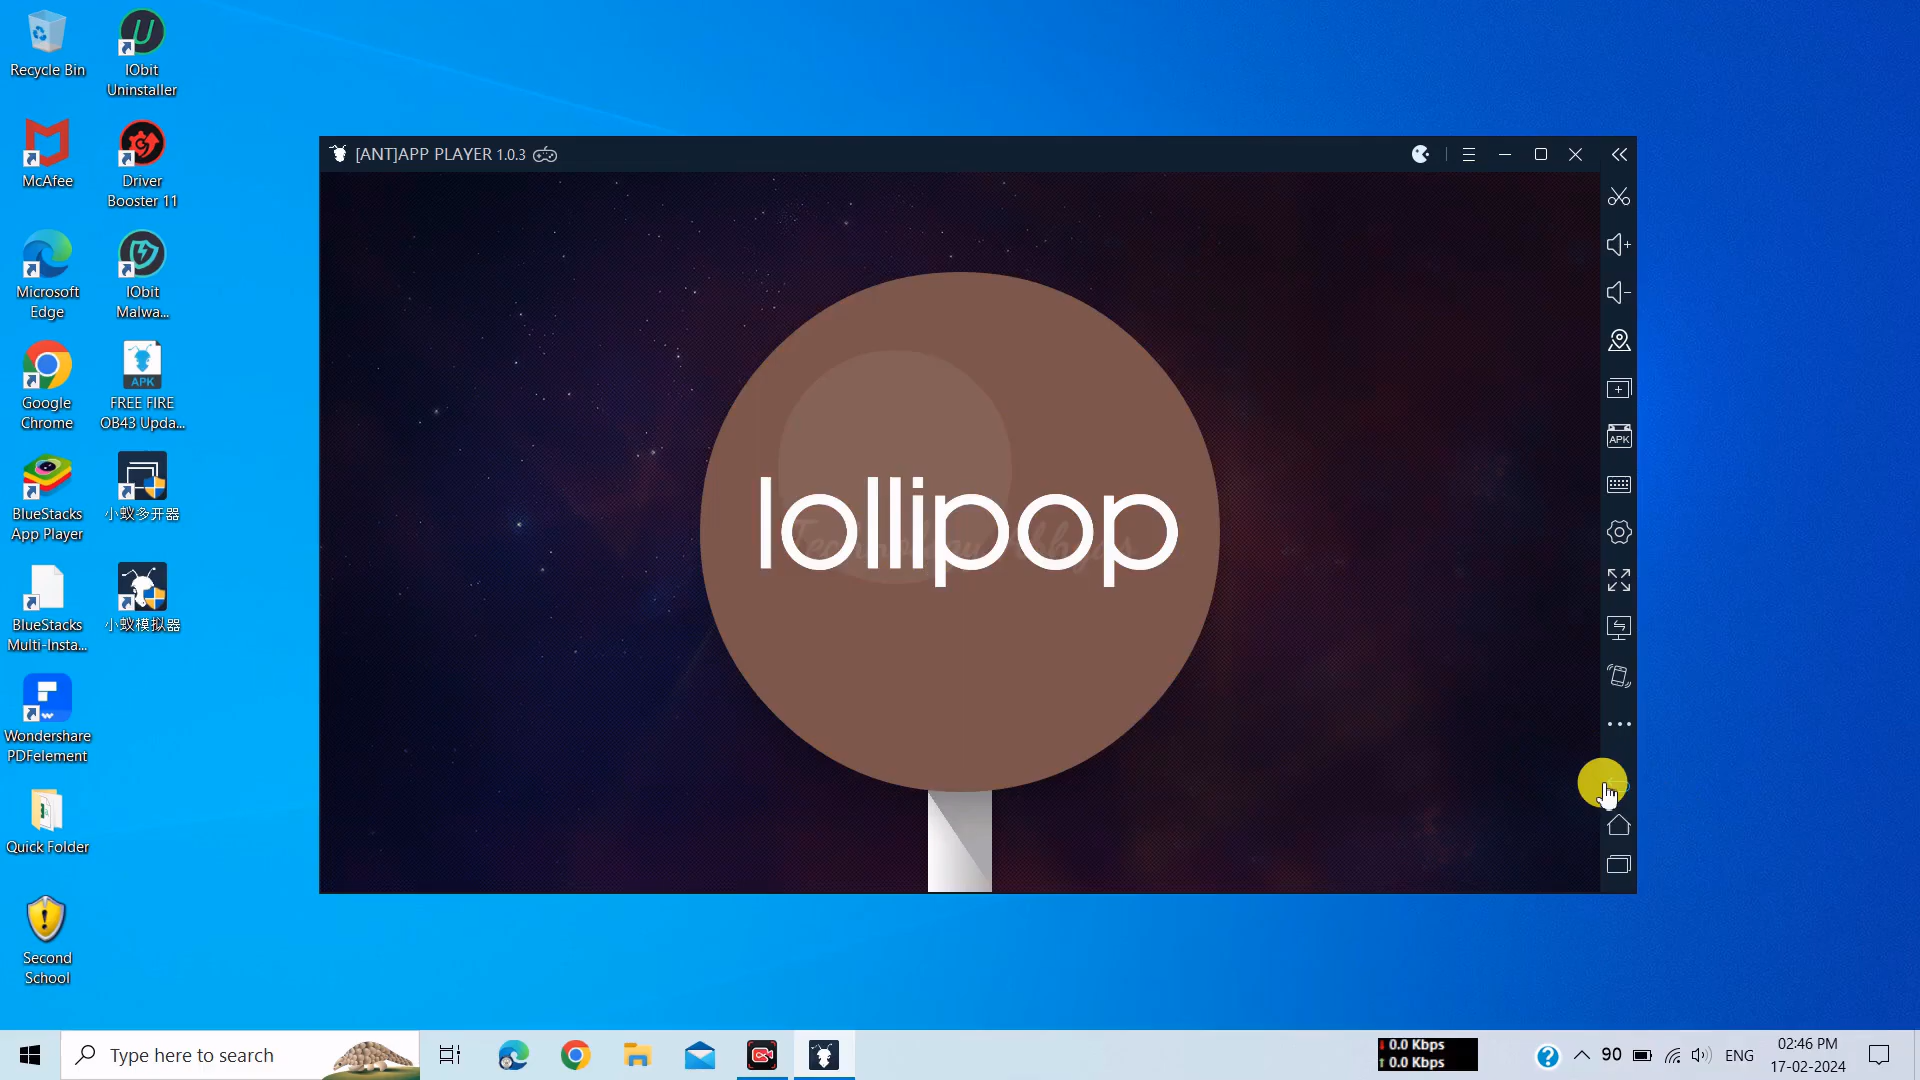 Recycle Bin
IObit
Uninstaller
McAfee
Driver
Booster 11
Microsoft
Edge
IObit
Malwa...
Google
Chrome
APK
FREE FIRE
OB43 Upda...
BlueStacks
App Player
小蚁多开器
BlueStacks
Multi-Insta...
小蚁模拟器
Wondershare
PDFelement
Quick Folder
Second
School
[ANT]APP PLAYER 1.0.3
lollipop
APK
Type here to search
0.0 Kbps
0.0 Kbps
90
ENG
02:46 PM
17-02-2024